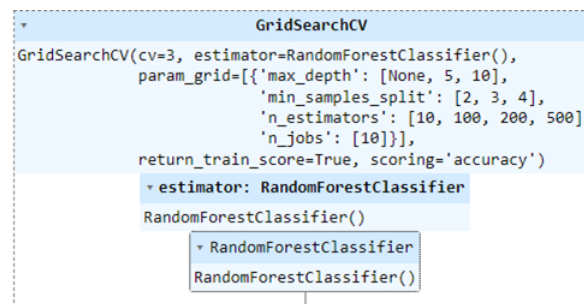 GridSearchCV
GridSearchCV(cv=3, estimator=RandomForestClassifier(),
param_grid=[{'max_depth': [None, 5, 10],
'min_samples_split': [2, 3, 4],
'n_estimators': [10, 100, 200, 500]
'n_jobs': [10]}],
return_train_score=True, scoring='accuracy')
estimator: RandomForestClassifier
RandomForestClassifier()
RandomForestClassifier
RandomForestClassifier()